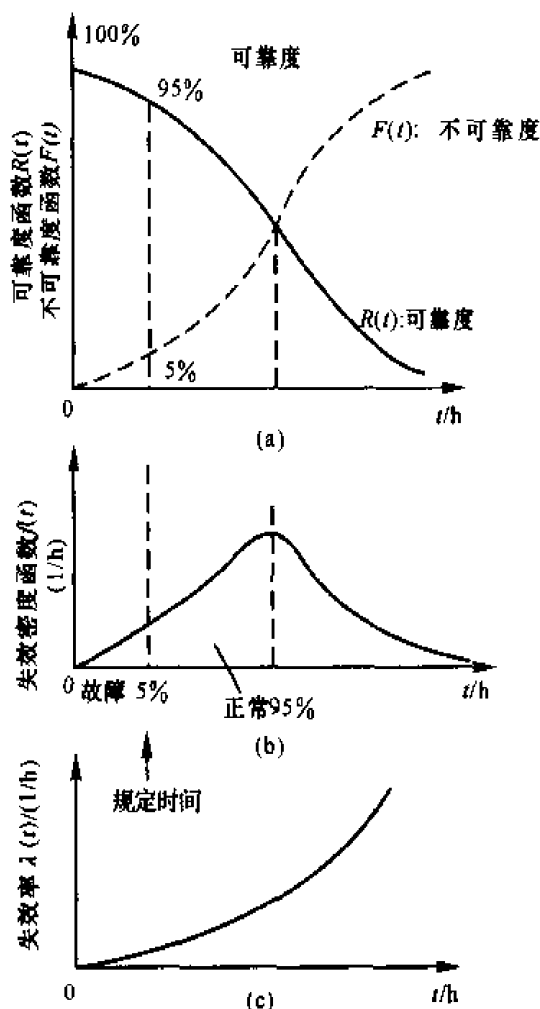 100%
可靠度
95%
F(t): 不可靠度
可靠度函数R(t)
不可靠度函数F(t)
R(t):可靠度
5%
0
t/h
(a)
失效密度函数f(t)
(1/h)
0
故障 5%
正常95%
t/h
(b)
规定时间
失效率λ(t)/(1/h)
0
(c)
t/h